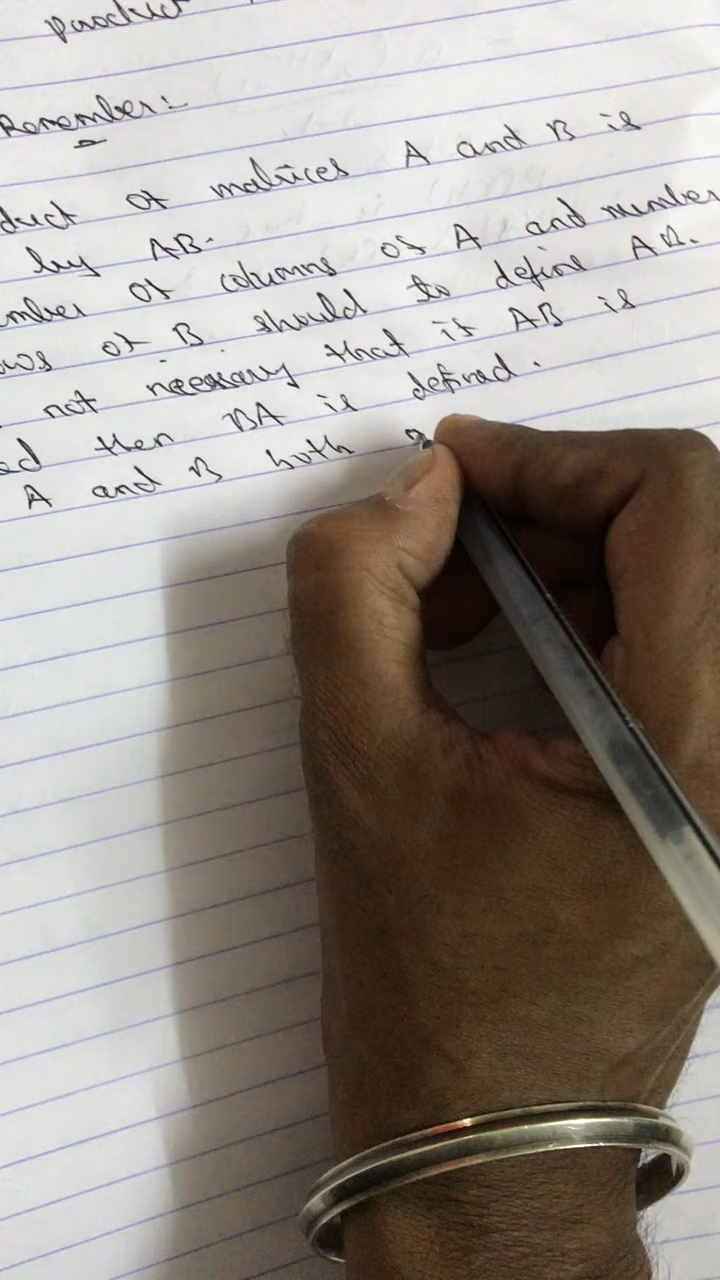 product
Remember:-
duct of matrices A and B is
by AB.
mber of columns of A and number
ows of B should to define AB.
not necessary that if AB is
ed then BA is defined.
A and B both